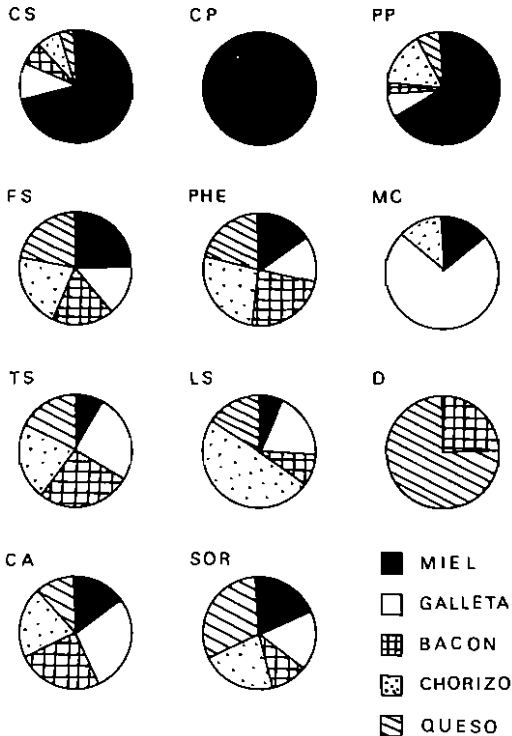 CS CP PP
FS PHE MC
TS LS D
CA SOR
MIEL
GALLETA
BACON
CHORIZO
QUESO